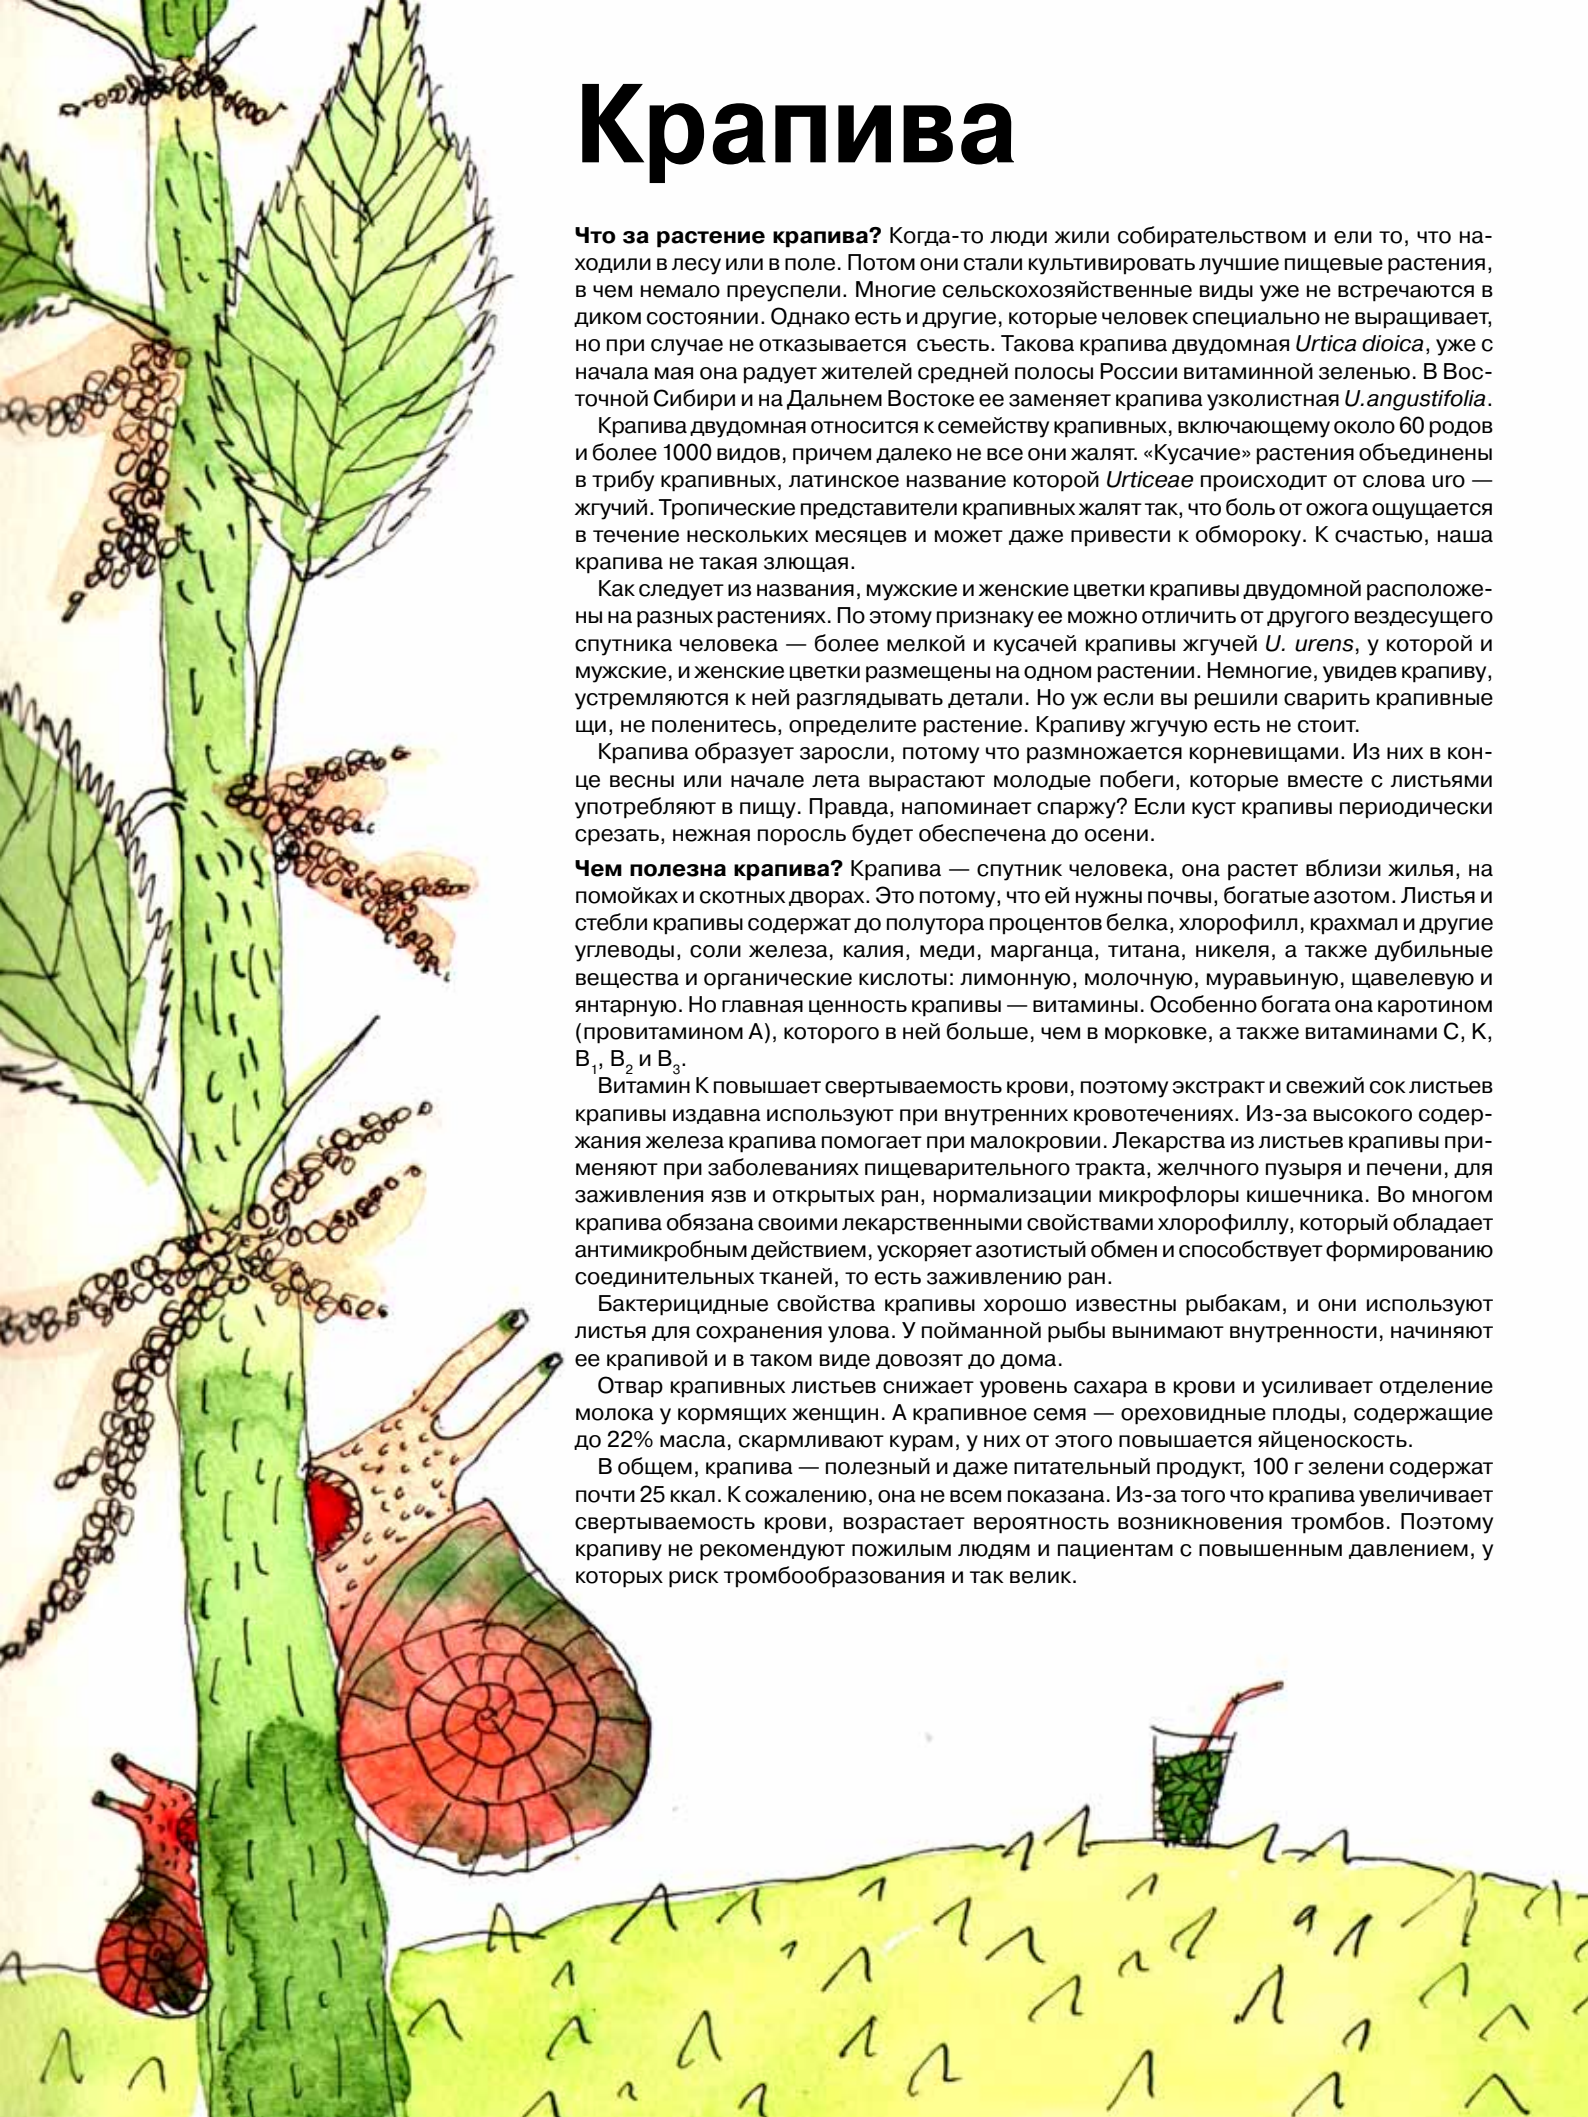 Крапива
Что за растение крапива? Когда-то люди жили собирательством и ели то, что на-
ходили в лесу или в поле. Потом они стали культивировать лучшие пищевые растения,
в чем немало преуспели. Многие сельскохозяйственные виды уже не встречаются в
диком состоянии. Однако есть и другие, которые человек специально не выращивает,
но при случае не отказывается съесть. Такова крапива двудомная Urtica dioica, уже с
начала мая она радует жителей средней полосы России витаминной зеленью. В Вос-
точной Сибири и на Дальнем Востоке ее заменяет крапива узколистная U.angustifolia.
Крапива двудомная относится к семейству крапивных, включающему около 60 родов
и более 1000 видов, причем далеко не все они жалят. «Кусачие» растения объединены
в трибу крапивных, латинское название которой Urticeae происходит от слова uro —
жгучий. Тропические представители крапивных жалят так, что боль от ожога ощущается
в течение нескольких месяцев и может даже привести к обмороку. К счастью, наша
крапива не такая злющая.
Как следует из названия, мужские и женские цветки крапивы двудомной расположе-
ны на разных растениях. По этому признаку ее можно отличить от другого вездесущего
спутника человека — более мелкой и кусачей крапивы жгучей U. urens, у которой и
мужские, и женские цветки размещены на одном растении. Немногие, увидев крапиву,
устремляются к ней разглядывать детали. Но уж если вы решили сварить крапивные
щи, не поленитесь, определите растение. Крапиву жгучую есть не стоит.
Крапива образует заросли, потому что размножается корневищами. Из них в кон-
це весны или начале лета вырастают молодые побеги, которые вместе с листьями
употребляют в пищу. Правда, напоминает спаржу? Если куст крапивы периодически
срезать, нежная поросль будет обеспечена до осени.
Чем полезна крапива? Крапива — спутник человека, она растет вблизи жилья, на
помойках и скотных дворах. Это потому, что ей нужны почвы, богатые азотом. Листья и
стебли крапивы содержат до полутора процентов белка, хлорофилл, крахмал и другие
углеводы, соли железа, калия, меди, марганца, титана, никеля, а также дубильные
вещества и органические кислоты: лимонную, молочную, муравьиную, щавелевую и
янтарную. Но главная ценность крапивы — витамины. Особенно богата она каротином
(провитамином А), которого в ней больше, чем в морковке, а также витаминами С, К,
В₁, В₂ и В₃.
Витамин К повышает свертываемость крови, поэтому экстракт и свежий сок листьев
крапивы издавна используют при внутренних кровотечениях. Из-за высокого содер-
жания железа крапива помогает при малокровии. Лекарства из листьев крапивы при-
меняют при заболеваниях пищеварительного тракта, желчного пузыря и печени, для
заживления язв и открытых ран, нормализации микрофлоры кишечника. Во многом
крапива обязана своими лекарственными свойствами хлорофиллу, который обладает
антимикробным действием, ускоряет азотистый обмен и способствует формированию
соединительных тканей, то есть заживлению ран.
Бактерицидные свойства крапивы хорошо известны рыбакам, и они используют
листья для сохранения улова. У пойманной рыбы вынимают внутренности, начиняют
ее крапивой и в таком виде довозят до дома.
Отвар крапивных листьев снижает уровень сахара в крови и усиливает отделение
молока у кормящих женщин. А крапивное семя — ореховидные плоды, содержащие
до 22% масла, скармливают курам, у них от этого повышается яйценоскость.
В общем, крапива — полезный и даже питательный продукт, 100 г зелени содержат
почти 25 ккал. К сожалению, она не всем показана. Из-за того что крапива увеличивает
свертываемость крови, возрастает вероятность возникновения тромбов. Поэтому
крапиву не рекомендуют пожилым людям и пациентам с повышенным давлением, у
которых риск тромбообразования и так велик.